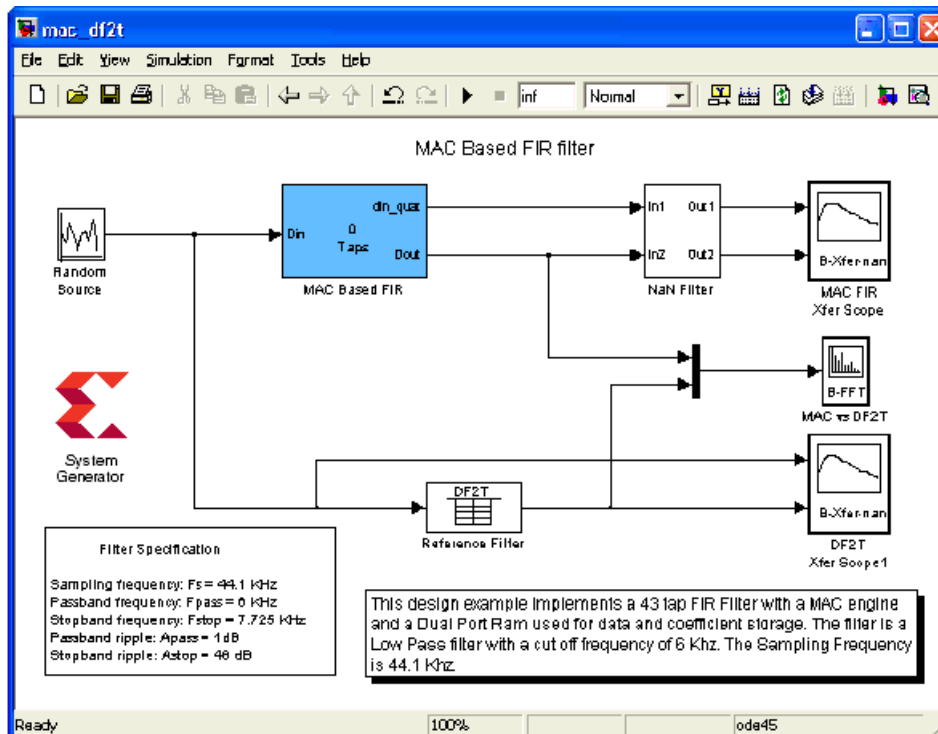 mac_df2t
File Edit View Simulation Format Tools Help
inf Normal
MAC Based FIR filter
Random
Source
Din
0
Taps
din_quat
Dout
MAC Based FIR
In1 Out1
In2 Out2
NaN Filter
B-Xfer-nan
MAC FIR
Xfer Scope
B-FFT
MAC vs DF2T
System
Generator
DF2T
Reference Filter
B-Xfer-nan
DF2T
Xfer Scope1
Filter Specification
Sampling frequency: Fs = 44.1 KHz
Passband frequency: Fpass = 6 KHz
Stopband frequency: Fstop = 7.725 KHz
Passband ripple: Apass = 1dB
Stopband ripple: Astop = 46 dB
This design example implements a 43 tap FIR Filter with a MAC engine
and a Dual Port Ram used for data and coefficient storage. The filter is a
Low Pass filter with a cut off frequency of 6 Khz. The Sampling Frequency
is 44.1 Khz.
Ready 100% ode45